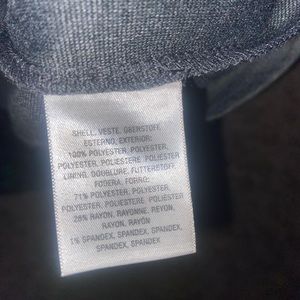 SHELL, VESTE, OBERSTOFF,
ESTERNO, EXTERIOR:
100% POLYESTER, POLYESTER,
POLYESTER, POLIESTERE, POLIESTER
LINING, DOUBLURE, FUTTERSTOFF,
FODERA, FORRO:
71% POLYESTER, POLYESTER,
POLYESTER, POLIESTERE, POLIESTER
28% RAYON, RAYONNE, REYON,
RAYON, RAYÓN
1% SPANDEX, SPANDEX, SPANDEX,
SPANDEX, SPANDEX